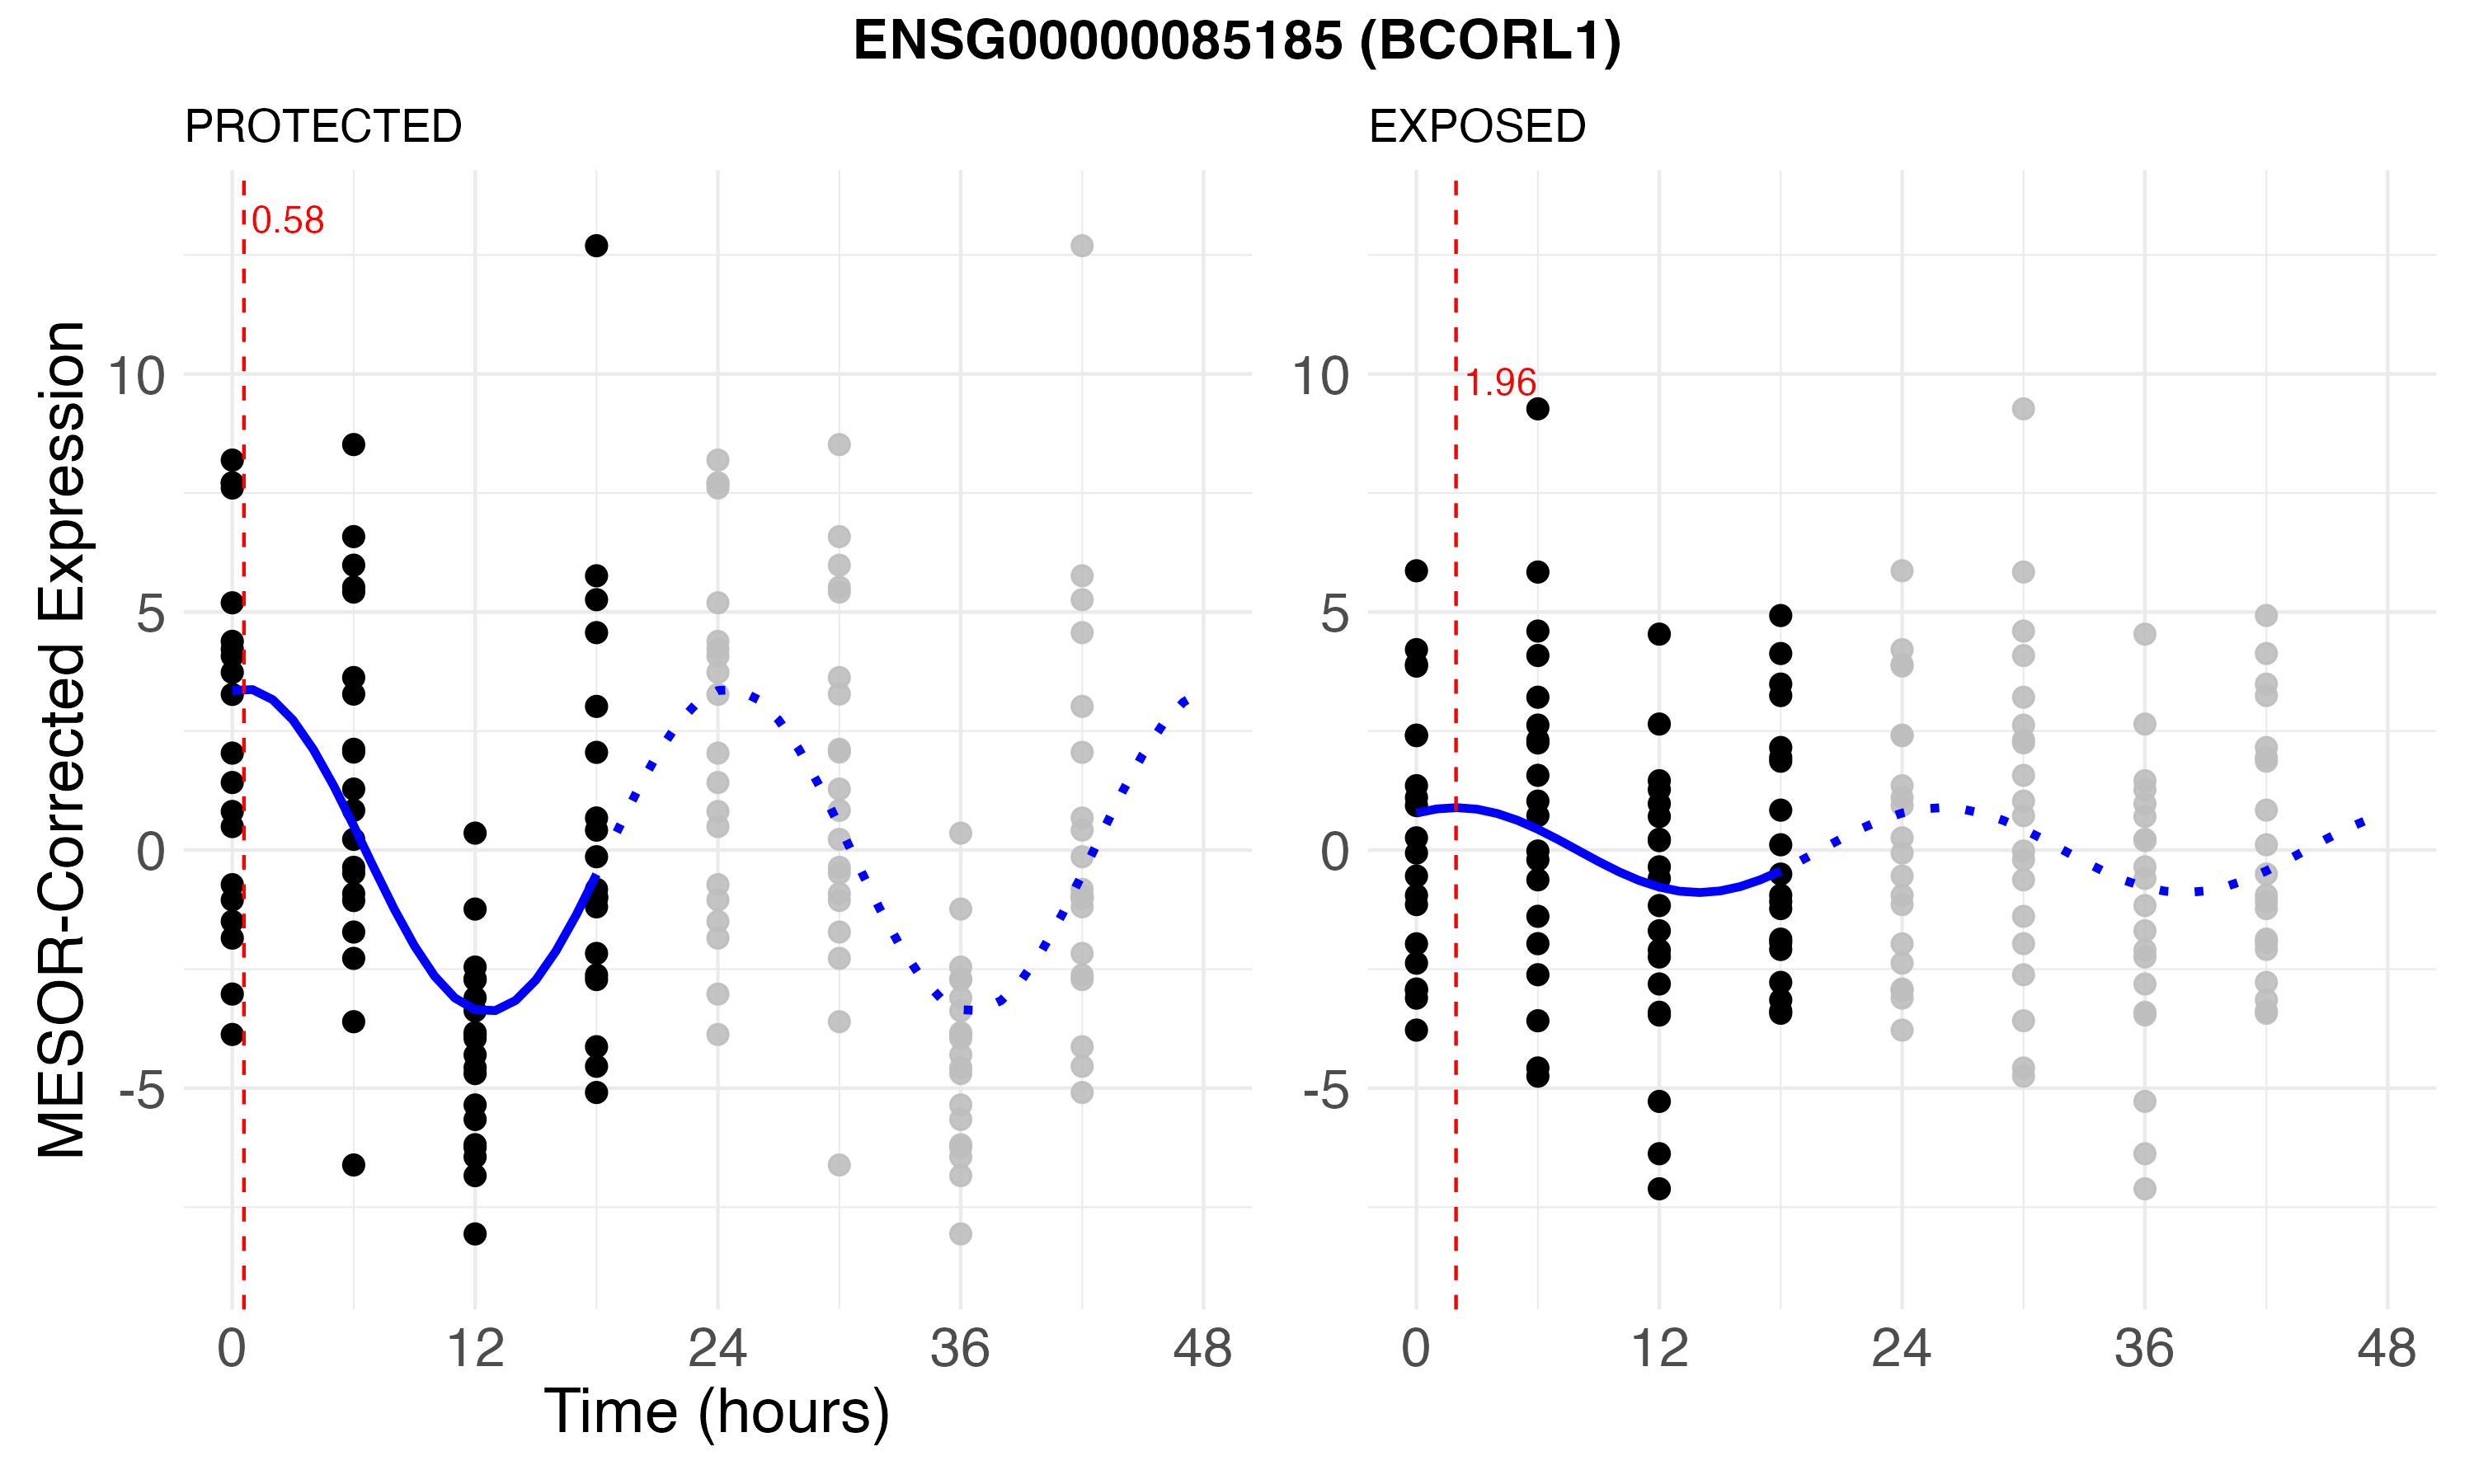 ENSG00000085185 (BCORL1)
PROTECTED
EXPOSED
MESOR-Corrected Expression
0.58
1.96
10
5
0
-5
10
5
0
-5
0 12 24 36 48
0 12 24 36 48
Time (hours)